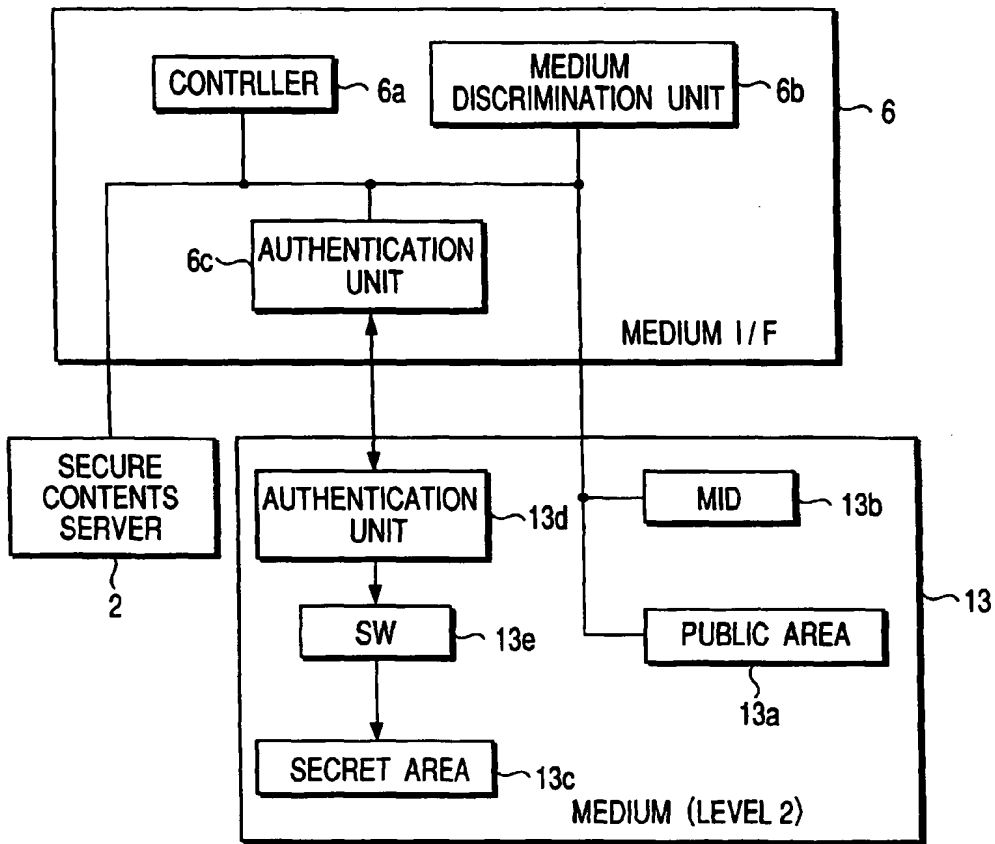 CONTRLLER
6a
MEDIUM
DISCRIMINATION UNIT
6b
6
AUTHENTICATION
UNIT
6c
MEDIUM I/F
SECURE
CONTENTS
SERVER
2
AUTHENTICATION
UNIT
13d
MID
13b
13
SW
13e
PUBLIC AREA
13a
SECRET AREA
13c
MEDIUM (LEVEL 2)